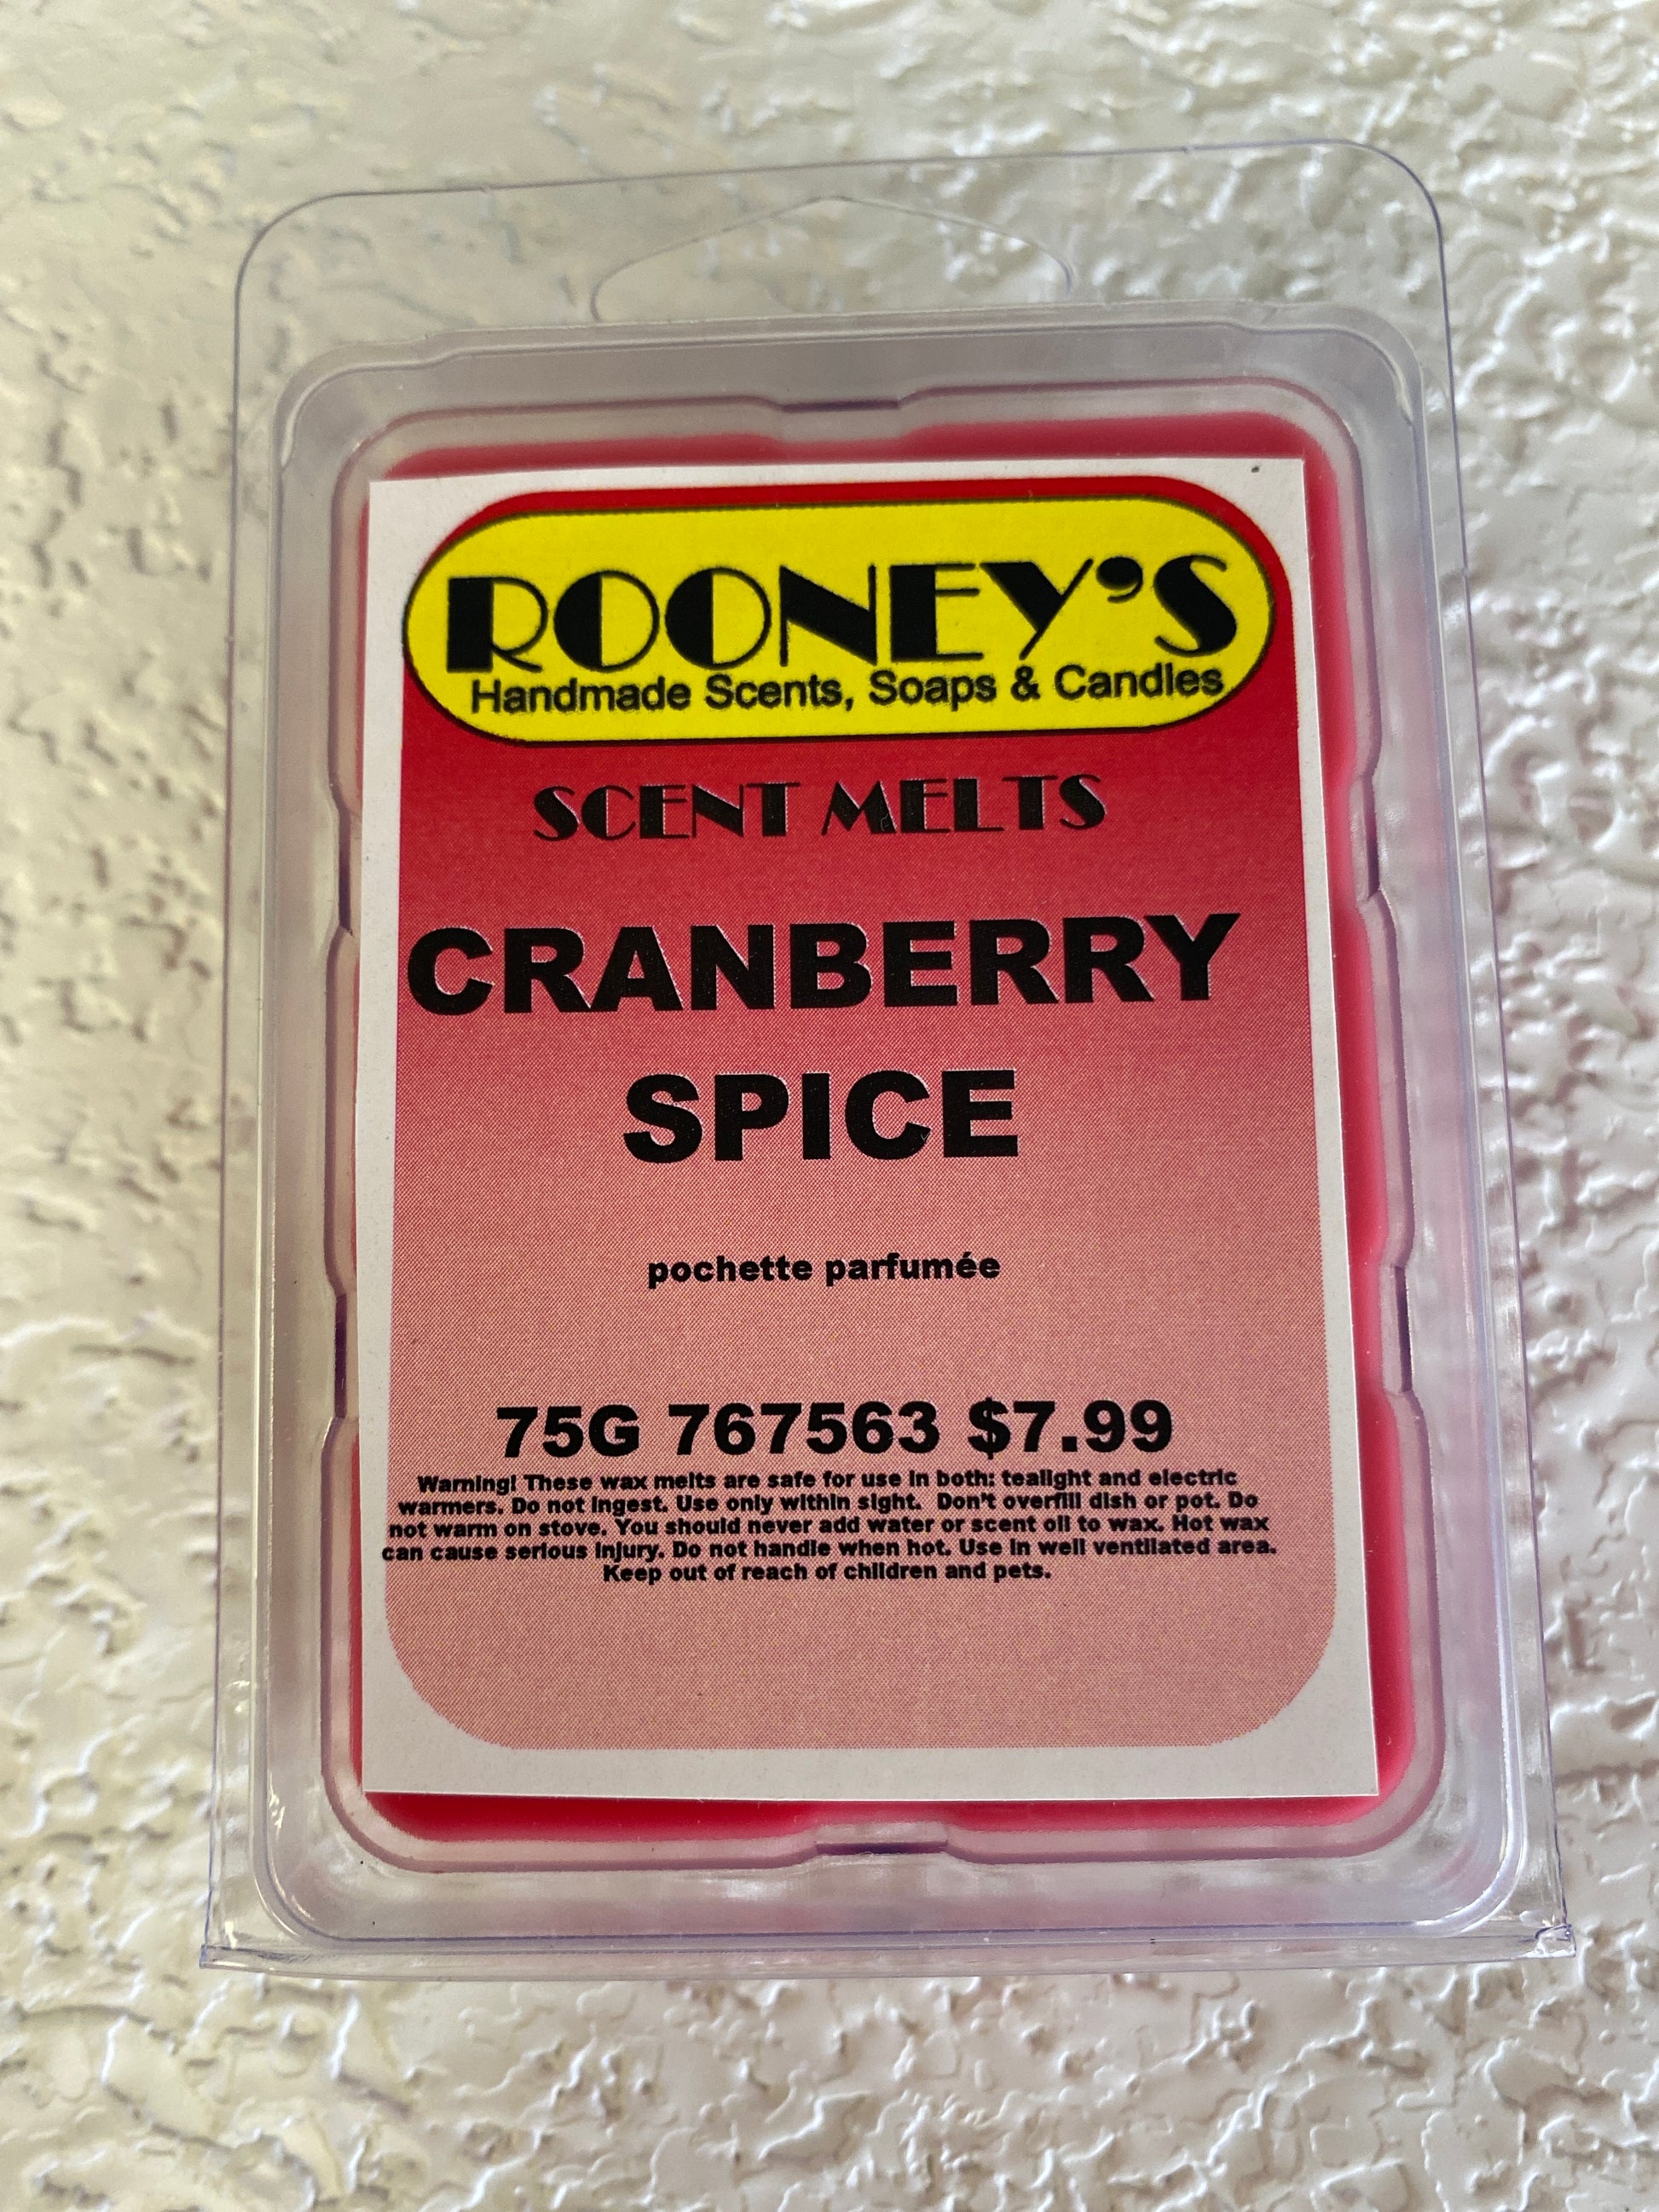 ROONEY'S
Handmade Scents, Soaps & Candles
SCENT MELTS
CRANBERRY
SPICE
pochette parfumée
75G 767563 $7.99
Warning! These wax melts are safe for use in both: tealight and electric
warmers. Do not ingest. Use only within sight. Don't overfill dish or pot. Do
not warm on stove. You should never add water or scent oil to wax. Hot wax
can cause serious injury. Do not handle when hot. Use in well ventilated area.
Keep out of reach of children and pets.